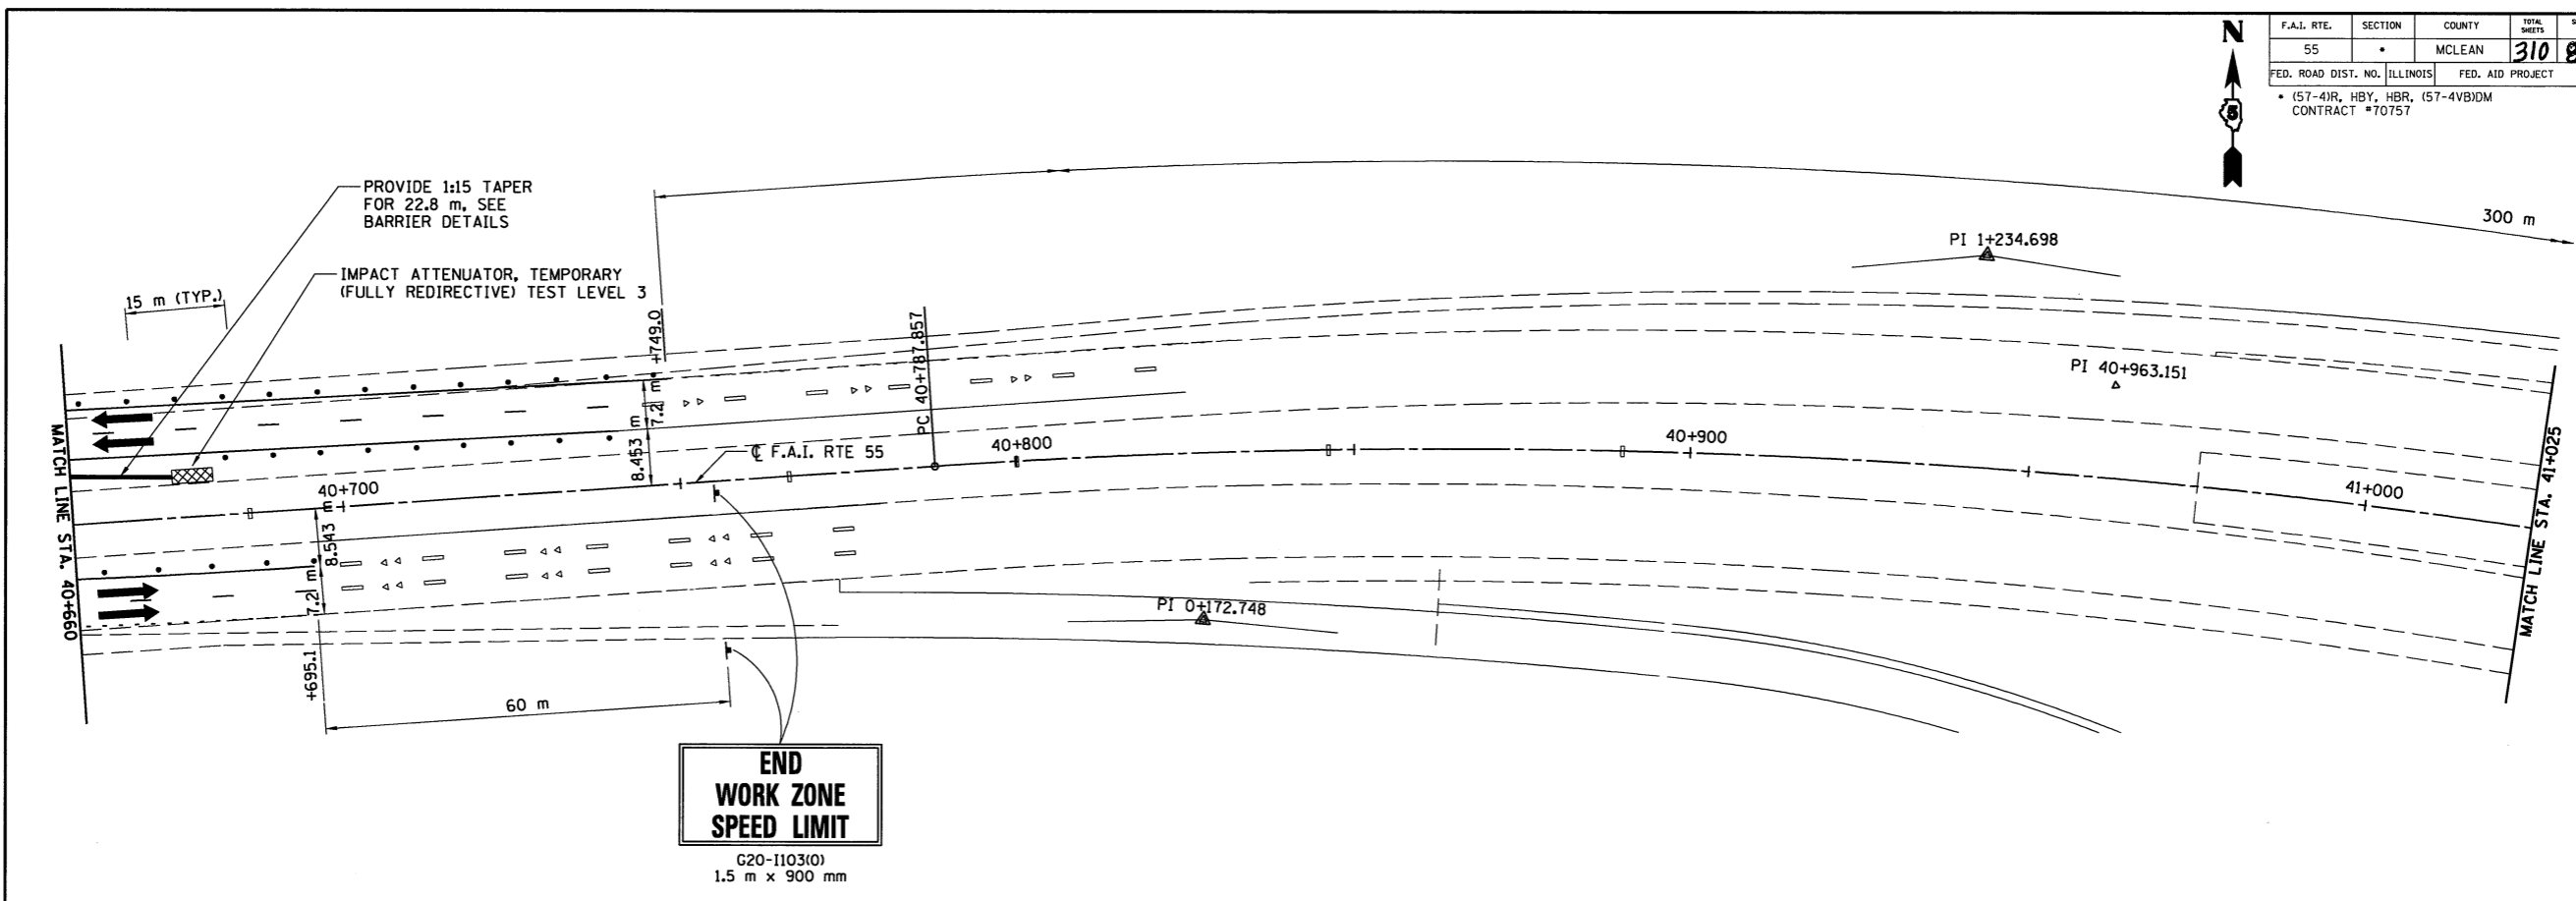 N
F.A.I. RTE. SECTION COUNTY TOTAL SHEETS
55 • MCLEAN 310
FED. ROAD DIST. NO. ILLINOIS FED. AID PROJECT
• (57-4)R, HBY, HBR, (57-4VB)DM
CONTRACT #70757
5
PROVIDE 1:15 TAPER
FOR 22.8 m, SEE
BARRIER DETAILS
IMPACT ATTENUATOR, TEMPORARY
(FULLY REDIRECTIVE) TEST LEVEL 3
15 m (TYP.)
300 m
PI 1+234.698
+749.0
PC 40+787.857
PI 40+963.151
7.2 m
8.453 m
MATCH LINE STA. 40+660
℄ F.A.I. RTE 55
40+700
40+800
40+900
41+000
MATCH LINE STA. 41+025
8.543 m
7.2 m
+695.1
60 m
PI 0+172.748
END
WORK ZONE
SPEED LIMIT
G20-I103(0)
1.5 m x 900 mm